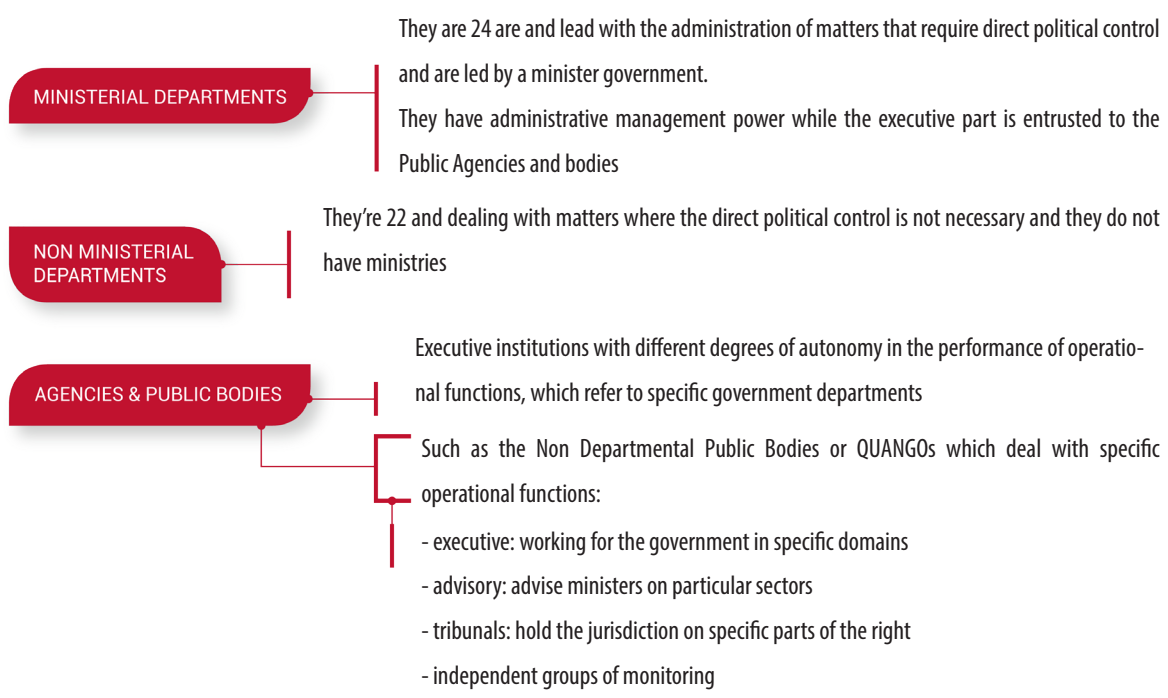 They are 24 are and lead with the administration of matters that require direct political control
and are led by a minister government.
MINISTERIAL DEPARTMENTS
They have administrative management power while the executive part is entrusted to the
Public Agencies and bodies
They’re 22 and dealing with matters where the direct political control is not necessary and they do not
have ministries
NON MINISTERIAL
DEPARTMENTS
Executive institutions with different degrees of autonomy in the performance of operatio-
nal functions, which refer to specific government departments
AGENCIES & PUBLIC BODIES
Such as the Non Departmental Public Bodies or QUANGOs which deal with specific
operational functions:
- executive: working for the government in specific domains
- advisory: advise ministers on particular sectors
- tribunals: hold the jurisdiction on specific parts of the right
- independent groups of monitoring